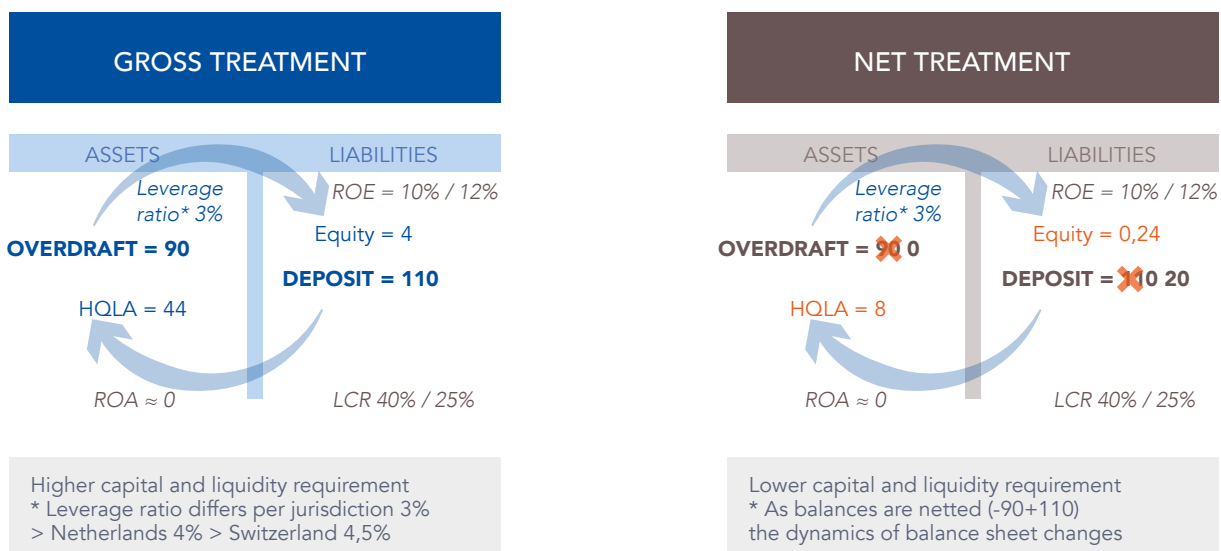 GROSS TREATMENT
ASSETS
LIABILITIES
Leverage
ratio* 3%
ROE = 10% / 12%
Equity = 4
OVERDRAFT = 90
DEPOSIT = 110
HQLA = 44
ROA ≈ 0
LCR 40% / 25%
Higher capital and liquidity requirement
* Leverage ratio differs per jurisdiction 3%
> Netherlands 4% > Switzerland 4,5%
NET TREATMENT
ASSETS
LIABILITIES
Leverage
ratio* 3%
ROE = 10% / 12%
Equity = 0,24
OVERDRAFT = 90 0
DEPOSIT = 110 20
HQLA = 8
ROA ≈ 0
LCR 40% / 25%
Lower capital and liquidity requirement
* As balances are netted (-90+110)
the dynamics of balance sheet changes